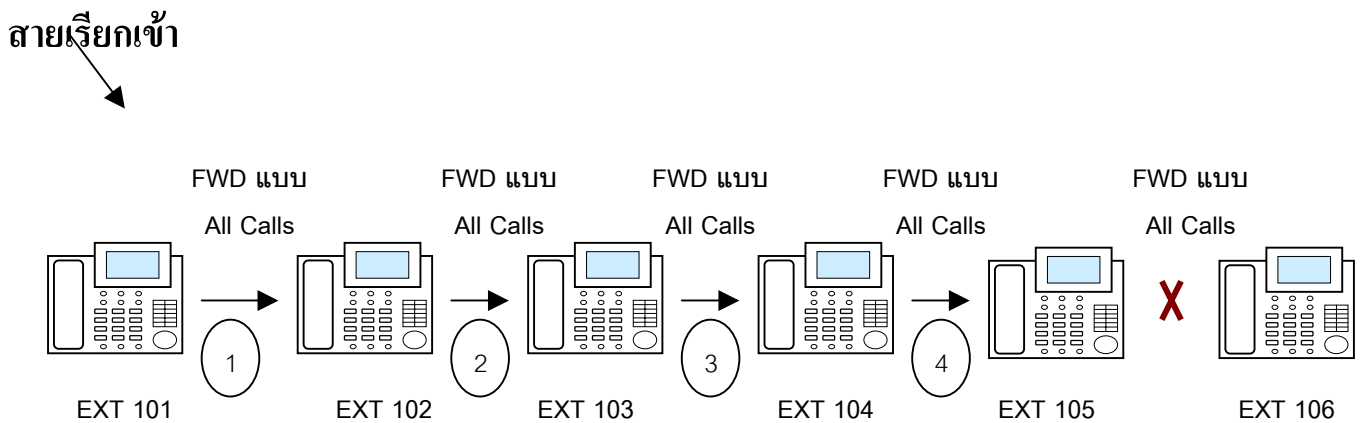 สายเรียกเข้า
FWD แบบ FWD แบบ FWD แบบ FWD แบบ FWD แบบ
All Calls All Calls All Calls All Calls All Calls
X
1 2 3 4
EXT 101 EXT 102 EXT 103 EXT 104 EXT 105 EXT 106